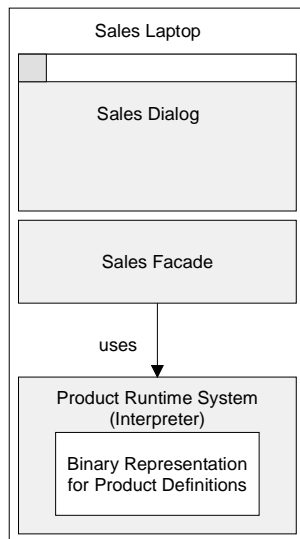 Sales Laptop
Sales Dialog
Sales Facade
uses
Product Runtime System
(Interpreter)
Binary Representation
for Product Definitions